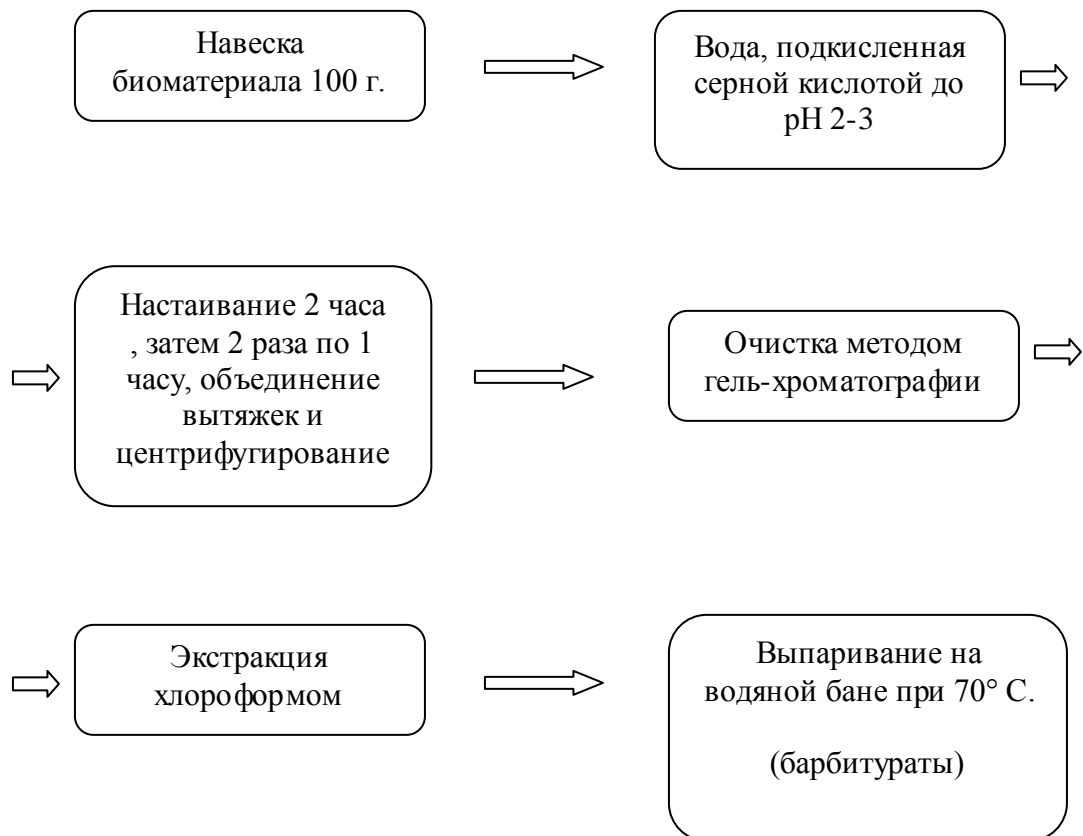 Навеска
биоматериала 100 г.
Вода, подкисленная
серной кислотой до
рН 2-3
Настаивание 2 часа
, затем 2 раза по 1
часу, объединение
вытяжек и
центрифугирование
Очистка методом
гель-хроматографии
Экстракция
хлороформом
Выпаривание на
водяной бане при 70° С.
(барбитураты)